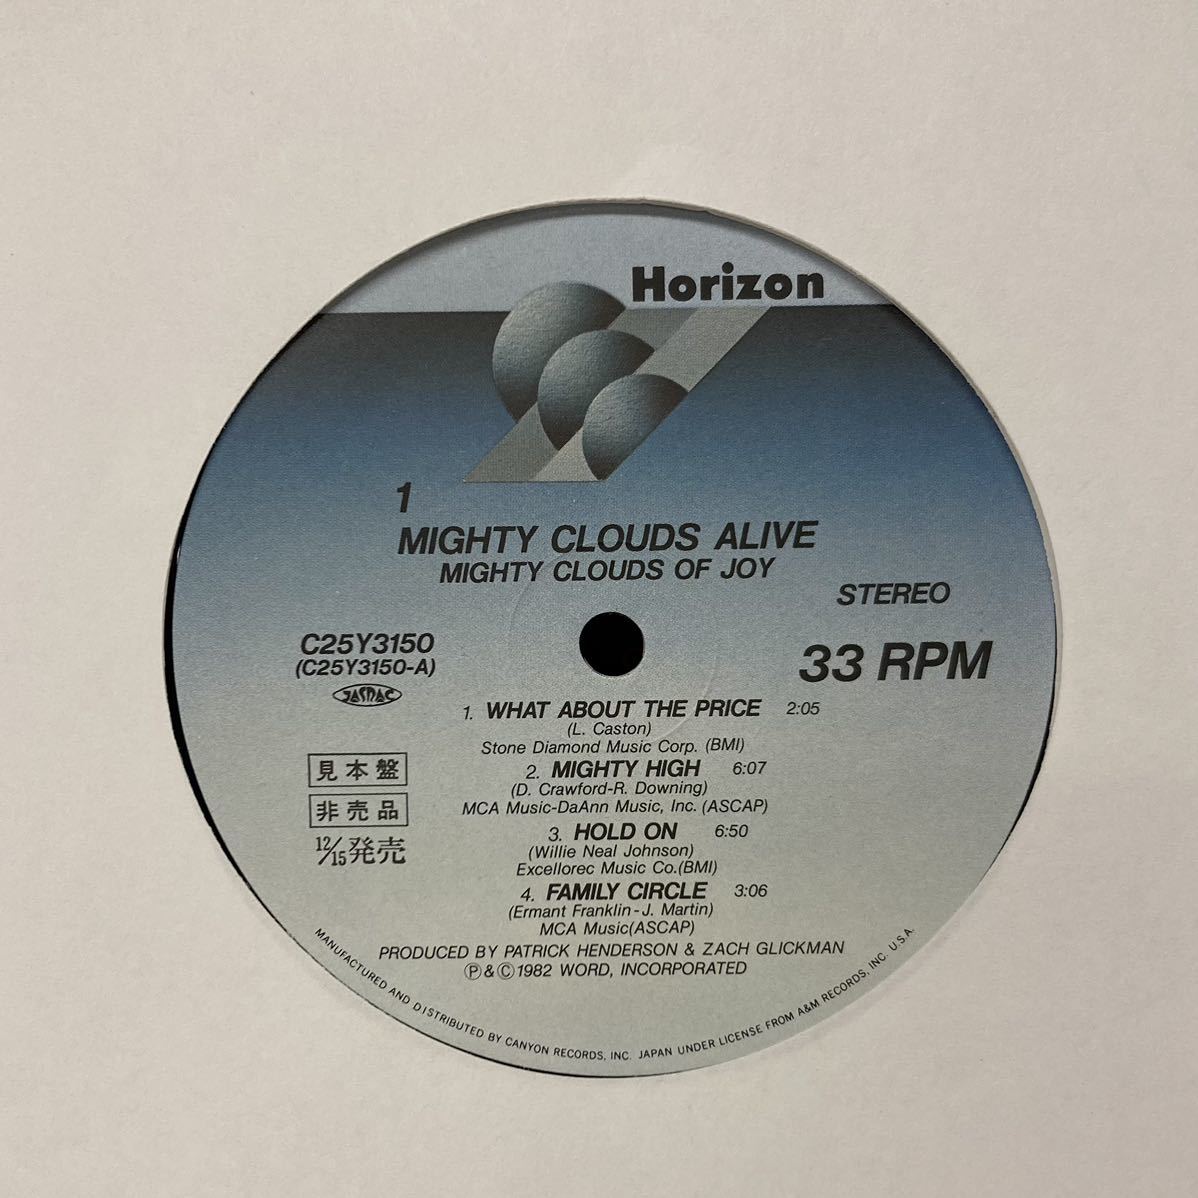 Horizon
1
MIGHTY CLOUDS ALIVE
MIGHTY CLOUDS OF JOY
STEREO
C25Y3150
(C25Y3150-A)
JASRAC
33 RPM
1. WHAT ABOUT THE PRICE 2:05
(L. Caston)
Stone Diamond Music Corp. (BMI)
2. MIGHTY HIGH 6:07
(D. Crawford-R. Downing)
MCA Music-DaAnn Music, Inc. (ASCAP)
3. HOLD ON 6:50
(Willie Neal Johnson)
Excellorec Music Co.(BMI)
4. FAMILY CIRCLE 3:06
(Ermant Franklin-J. Martin)
MCA Music(ASCAP)
見本盤
非売品
12/15発売
PRODUCED BY PATRICK HENDERSON & ZACH GLICKMAN
Ⓟ&©1982 WORD, INCORPORATED
MANUFACTURED AND DISTRIBUTED BY CANYON RECORDS, INC. JAPAN UNDER LICENSE FROM A&M RECORDS, INC. U.S.A.